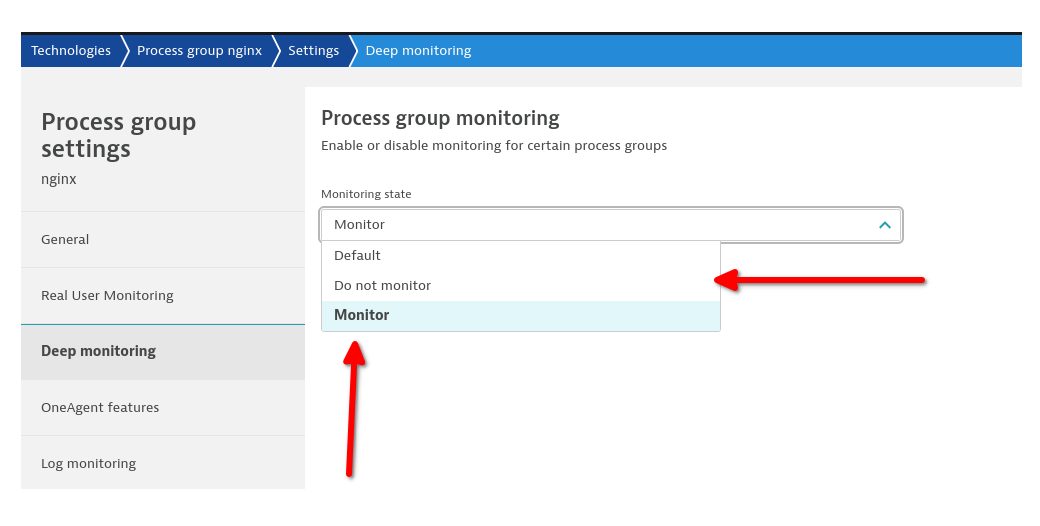 Technologies
Process group nginx
Settings
Deep monitoring
Process group
settings
nginx
General
Real User Monitoring
Deep monitoring
OneAgent features
Log monitoring
Process group monitoring
Enable or disable monitoring for certain process groups
Monitoring state
Monitor
Default
Do not monitor
Monitor